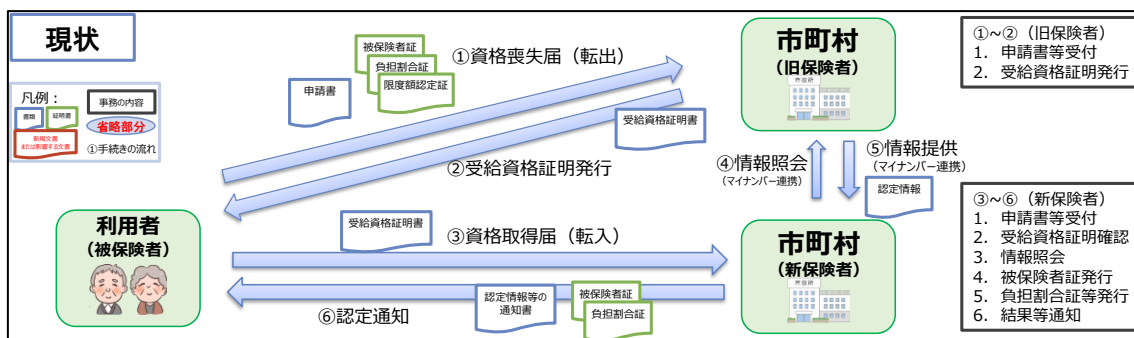 現状
凡例：
書類
証明書
事務の内容
省略部分
新規文書
または影響する文書
①手続きの流れ
①資格喪失届（転出）
申請書
被保険者証
負担割合証
限度額認定証
②受給資格証明発行
受給資格証明書
市町村
（旧保険者）
市役所
①~②（旧保険者）
1. 申請書等受付
2. 受給資格証明発行
④情報照会
（マイナンバー連携）
⑤情報提供
（マイナンバー連携）
認定情報
利用者
（被保険者）
受給資格証明書
③資格取得届（転入）
⑥認定通知
認定情報等の
通知書
被保険者証
負担割合証
市町村
（新保険者）
市役所
③~⑥（新保険者）
1. 申請書等受付
2. 受給資格証明確認
3. 情報照会
4. 被保険者証発行
5. 負担割合証等発行
6. 結果等通知